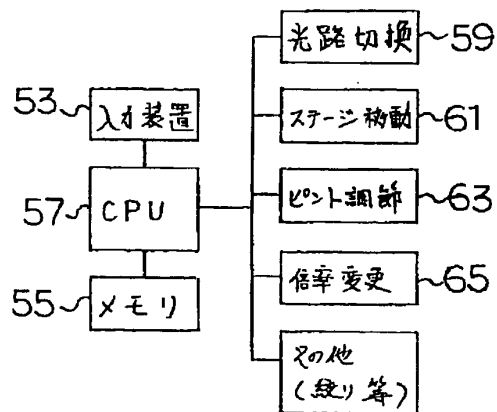 光路切換 59
53 入力装置
ステージ移動 61
57 CPU
ピント調節 63
55 メモリ
倍率変更 65
その他
(絞り等)